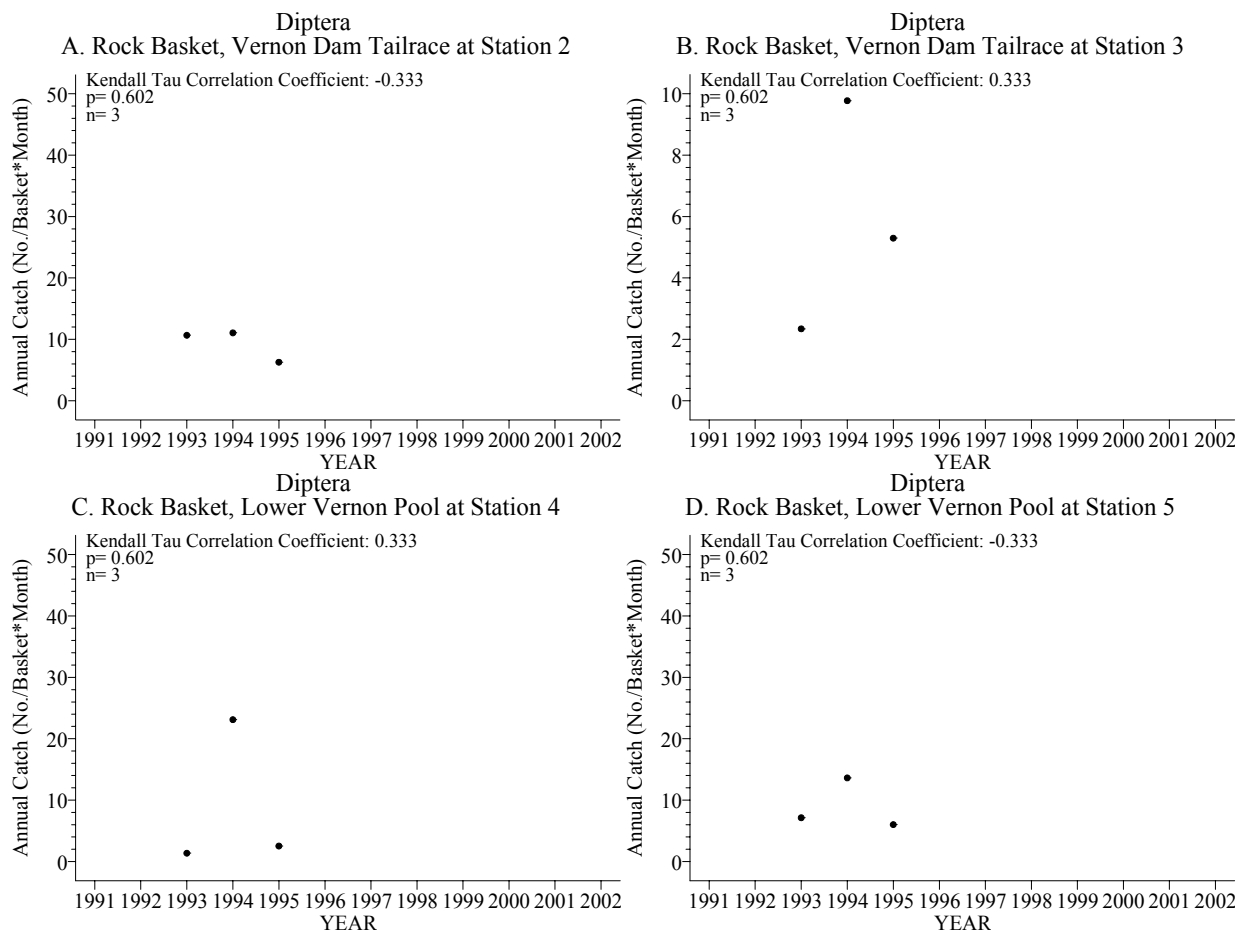 Diptera
A. Rock Basket, Vernon Dam Tailrace at Station 2
Kendall Tau Correlation Coefficient: -0.333
p= 0.602
n= 3
Annual Catch (No./Basket*Month)
50
40
30
20
10
0
1991 1992 1993 1994 1995 1996 1997 1998 1999 2000 2001 2002
YEAR
Diptera
B. Rock Basket, Vernon Dam Tailrace at Station 3
Kendall Tau Correlation Coefficient: 0.333
p= 0.602
n= 3
Annual Catch (No./Basket*Month)
10
8
6
4
2
0
1991 1992 1993 1994 1995 1996 1997 1998 1999 2000 2001 2002
YEAR
Diptera
C. Rock Basket, Lower Vernon Pool at Station 4
Kendall Tau Correlation Coefficient: 0.333
p= 0.602
n= 3
Annual Catch (No./Basket*Month)
50
40
30
20
10
0
1991 1992 1993 1994 1995 1996 1997 1998 1999 2000 2001 2002
YEAR
Diptera
D. Rock Basket, Lower Vernon Pool at Station 5
Kendall Tau Correlation Coefficient: -0.333
p= 0.602
n= 3
Annual Catch (No./Basket*Month)
50
40
30
20
10
0
1991 1992 1993 1994 1995 1996 1997 1998 1999 2000 2001 2002
YEAR